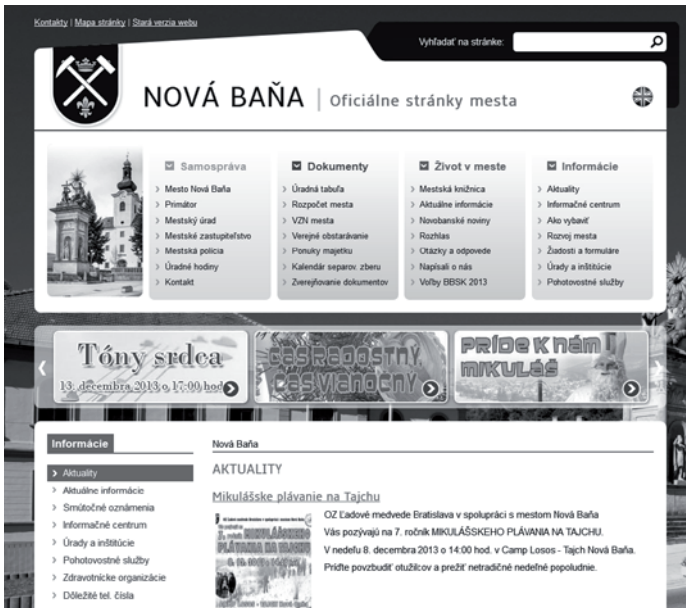 Kontakty | Mapa stránky | Stará verzia webu
Vyhľadať na stránke:
NOVÁ BAŇA | Oficiálne stránky mesta
Samospráva
Mesto Nová Baňa
Primátor
Mestský úrad
Mestské zastupiteľstvo
Mestská polícia
Úradné hodiny
Kontakt
Dokumenty
Úradná tabuľa
Rozpočet mesta
VZN mesta
Verejné obstarávanie
Ponuky majetku
Kalendár separov. zberu
Zverejňovanie dokumentov
Život v meste
Mestská knižnica
Aktuálne informácie
Novobanské noviny
Rozhlas
Otázky a odpovede
Napísali o nás
Voľby BBSK 2013
Informácie
Aktuality
Informačné centrum
Ako vybaviť
Rozvoj mesta
Žiadosti a formuláre
Úrady a inštitúcie
Pohotovostné služby
Tóny srdca
13. decembra 2013 o 17:00 hod
ČAS RADOSTNÝ,
ČAS VIANOČNÝ
PRÍDE K NÁM
MIKULÁŠ
Informácie
Aktuality
Aktuálne informácie
Smútočné oznámenia
Informačné centrum
Úrady a inštitúcie
Pohotovostné služby
Zdravotnícke organizácie
Dôležité tel. čísla
Nová Baňa
AKTUALITY
Mikulášske plávanie na Tajchu
7. ročník MIKULÁŠSKEHO
PLÁVANIA NA TAJCHU
OZ Ľadové medvede Bratislava v spolupráci s mestom Nová Baňa
Vás pozývajú na 7. ročník MIKULÁŠSKEHO PLÁVANIA NA TAJCHU.
V nedeľu 8. decembra 2013 o 14:00 hod. v Camp Losos - Tajch Nová Baňa.
Príďte povzbudiť otužilcov a prežiť netradičné nedeľné popoludnie.